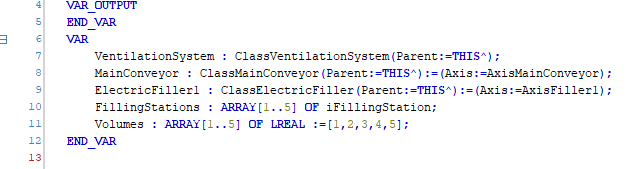 4 VAR_OUTPUT
5 END_VAR
6 VAR
7 VentilationSystem : ClassVentilationSystem(Parent:=THIS^);
8 MainConveyor : ClassMainConveyor(Parent:=THIS^):=(Axis:=AxisMainConveyor);
9 ElectricFiller1 : ClassElectricFiller(Parent:=THIS^):=(Axis:=AxisFiller1);
10 FillingStations : ARRAY[1..5] OF iFillingStation;
11 Volumes : ARRAY[1..5] OF LREAL :=[1,2,3,4,5];
12 END_VAR
13